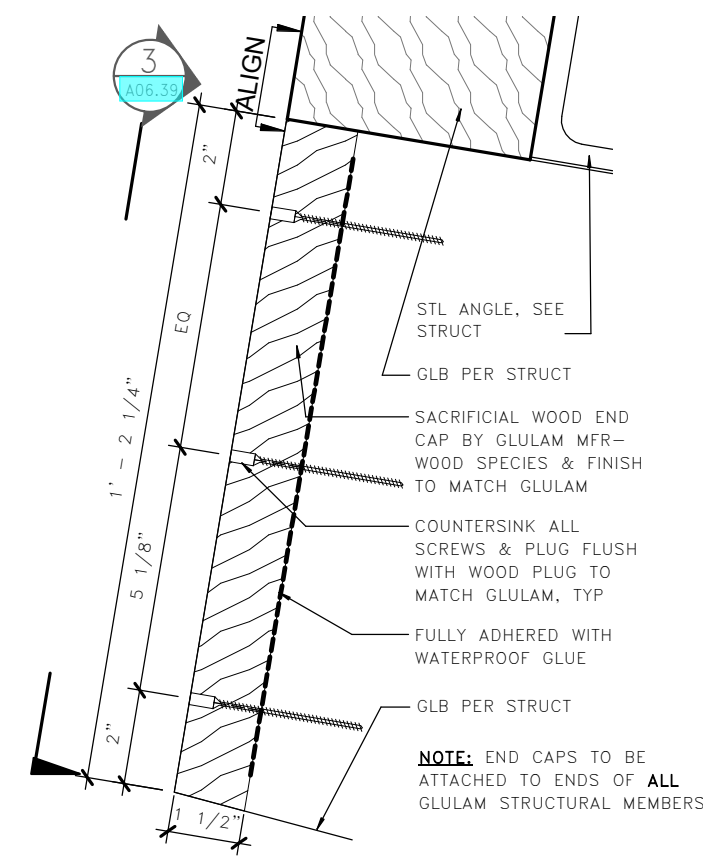 3
A06.39
ALIGN
2"
EQ
1' - 2 1/4"
5 1/8"
2"
1 1/2"
STL ANGLE, SEE
STRUCT
GLB PER STRUCT
SACRIFICIAL WOOD END
CAP BY GLULAM MFR-
WOOD SPECIES & FINISH
TO MATCH GLULAM
COUNTERSINK ALL
SCREWS & PLUG FLUSH
WITH WOOD PLUG TO
MATCH GLULAM, TYP
FULLY ADHERED WITH
WATERPROOF GLUE
GLB PER STRUCT
NOTE: END CAPS TO BE
ATTACHED TO ENDS OF ALL
GLULAM STRUCTURAL MEMBERS